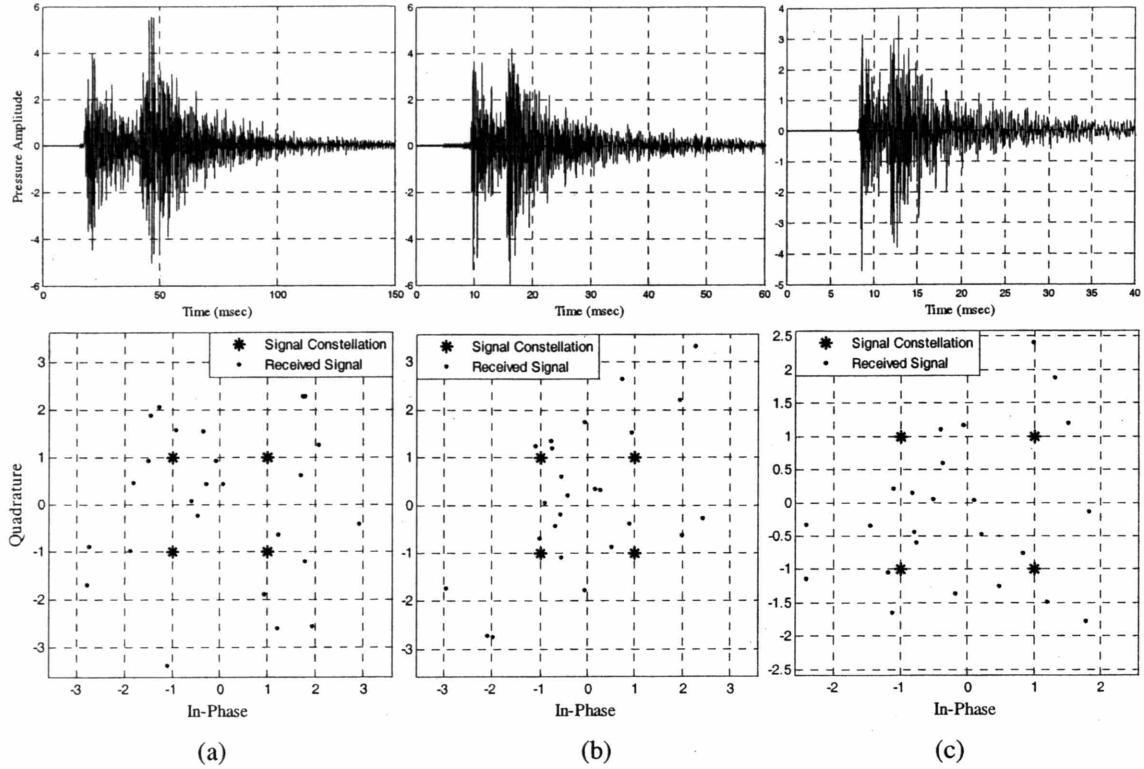 6 6 4
4 4 3
2 2 2
1
0 0 0
-1
-2 -2 -2
-3
-4 -4 -4
-6 -6 -5
0 50 100 150
0 10 20 30 40 50 60
0 5 10 15 20 25 30 35 40
Pressure Amplitude
Time (msec) Time (msec) Time (msec)
Signal Constellation
Received Signal
3
2
1
0
-1
-2
-3
-3 -2 -1 0 1 2 3
Quadrature
In-Phase
(a)
Signal Constellation
Received Signal
3
2
1
0
-1
-2
-3
-3 -2 -1 0 1 2 3
In-Phase
(b)
Signal Constellation
Received Signal
2.5
2
1.5
1
0.5
0
-0.5
-1
-1.5
-2
-2.5
-2 -1 0 1 2
In-Phase
(c)